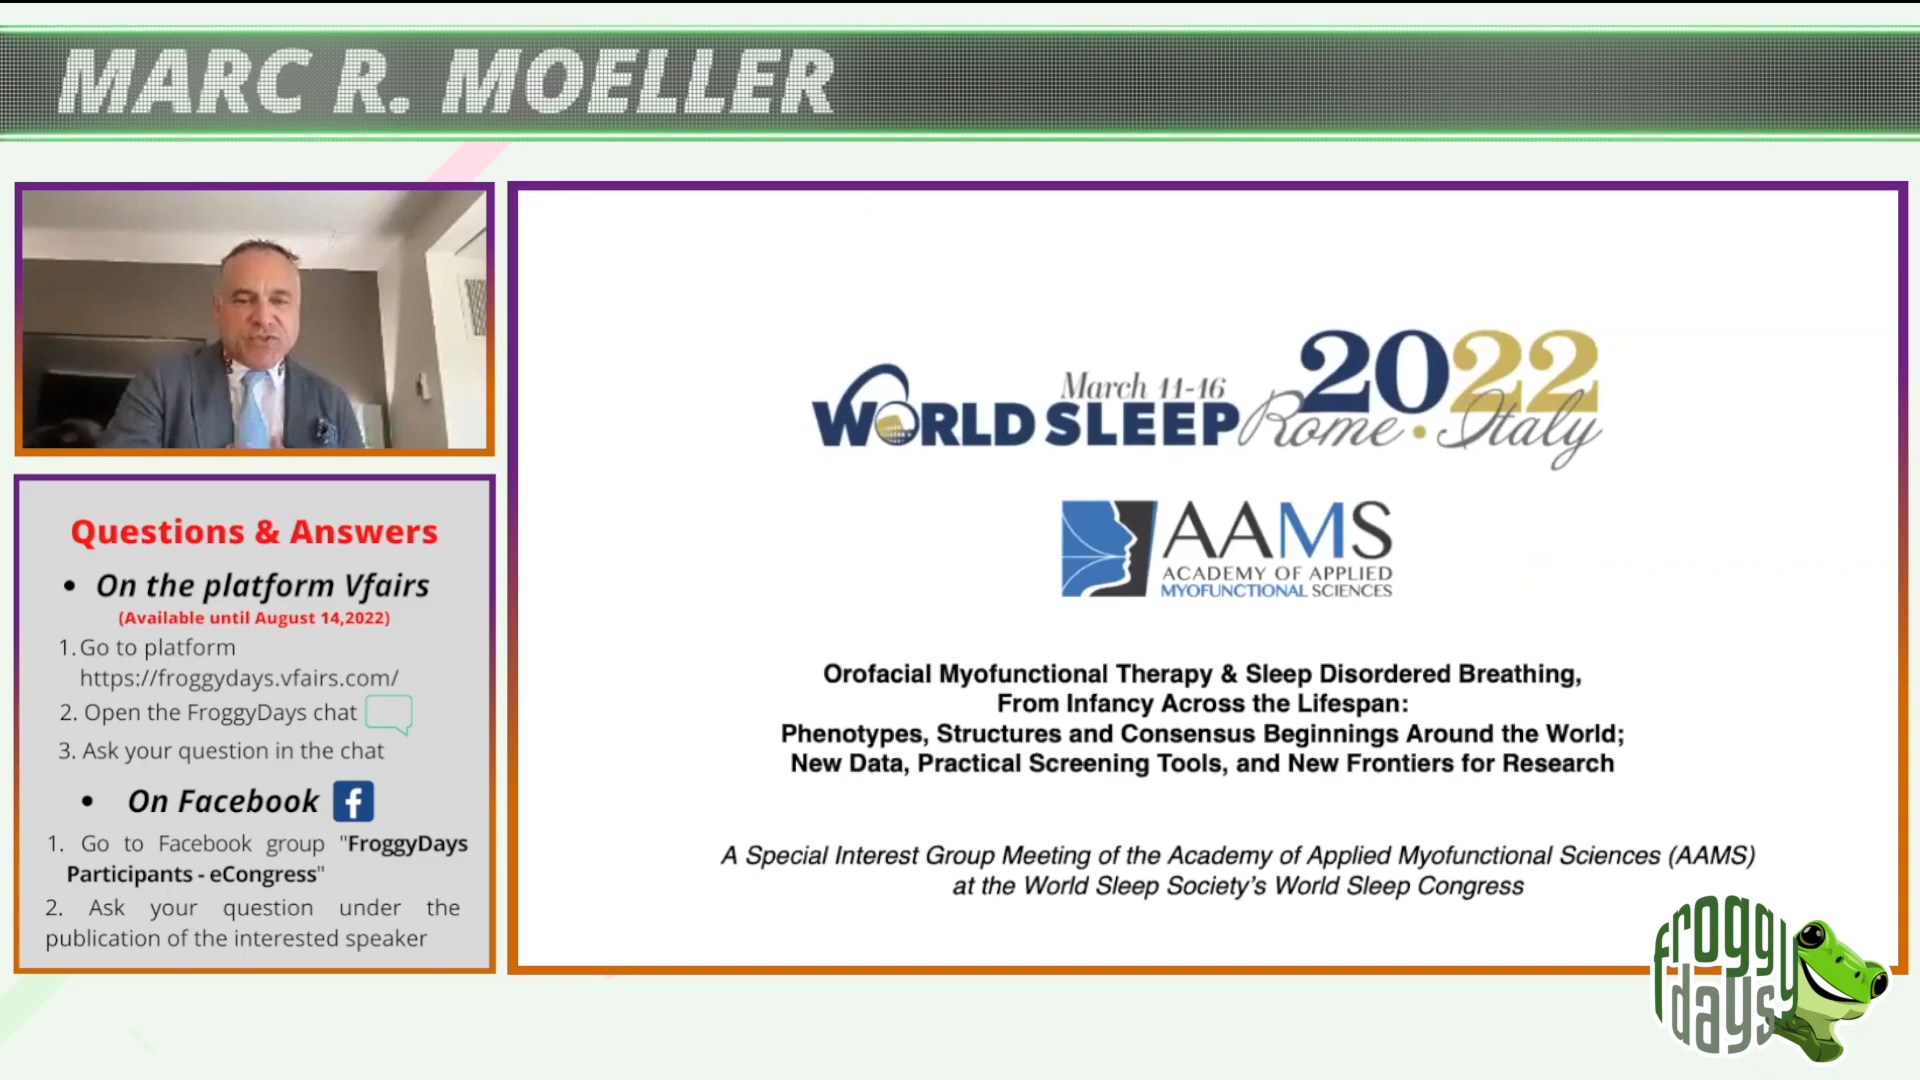 MARC R. MOELLER
Questions & Answers
• On the platform Vfairs
(Available until August 14,2022)
1. Go to platform
https://froggydays.vfairs.com/
2. Open the FroggyDays chat
3. Ask your question in the chat
• On Facebook f
1. Go to Facebook group "FroggyDays
Participants - eCongress"
2. Ask your question under the
publication of the interested speaker
March 11-16
WORLD SLEEP
2022
Rome • Italy
AAMS
ACADEMY OF APPLIED
MYOFUNCTIONAL SCIENCES
Orofacial Myofunctional Therapy & Sleep Disordered Breathing,
From Infancy Across the Lifespan:
Phenotypes, Structures and Consensus Beginnings Around the World;
New Data, Practical Screening Tools, and New Frontiers for Research
A Special Interest Group Meeting of the Academy of Applied Myofunctional Sciences (AAMS)
at the World Sleep Society's World Sleep Congress
froggy
days